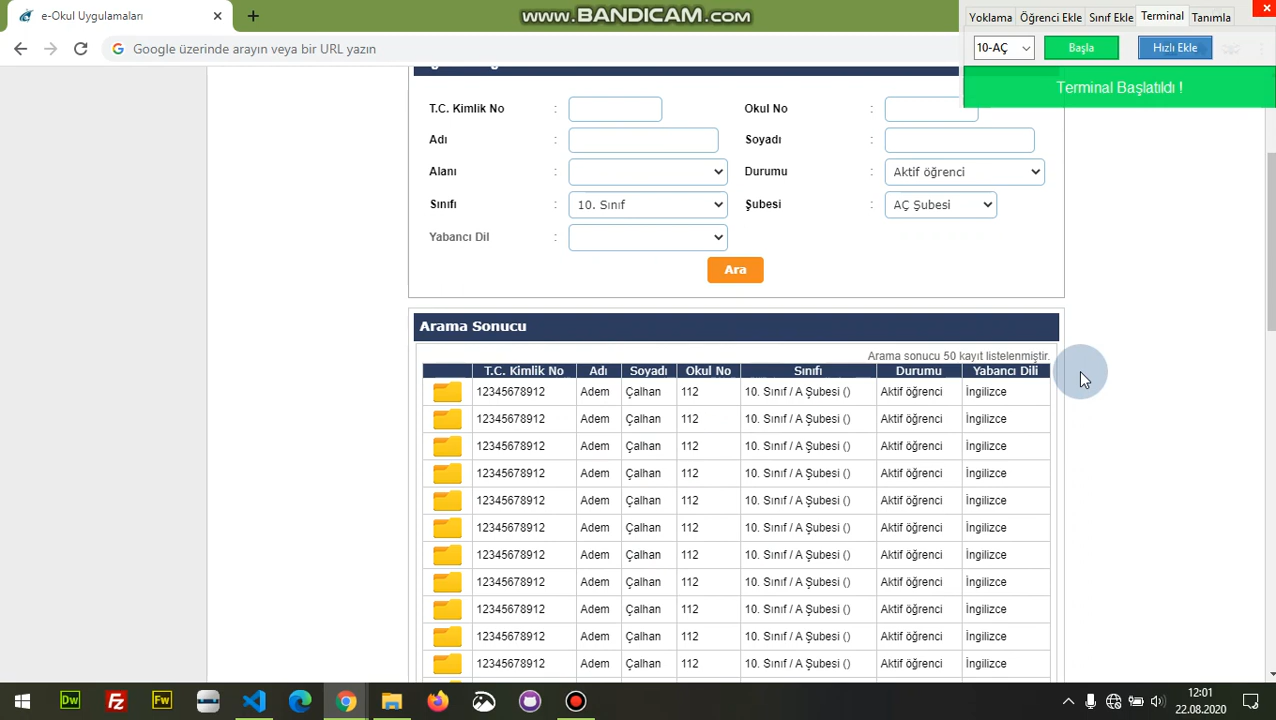 e-Okul Uygulamaları
www.BANDICAM.com
Yoklama Öğrenci Ekle Sınıf Ekle Terminal Tanımla
Google üzerinde arayın veya bir URL yazın
10-AÇ Başla Hızlı Ekle
Terminal Başlatıldı !
T.C. Kimlik No : Okul No :
Adı : Soyadı :
Alanı : Durumu : Aktif öğrenci
Sınıfı : 10. Sınıf Şubesi : AÇ Şubesi
Yabancı Dil :
Ara
Arama Sonucu
Arama sonucu 50 kayıt listelenmiştir.
T.C. Kimlik No Adı Soyadı Okul No Sınıfı Durumu Yabancı Dili
12345678912 Adem Çalhan 112 10. Sınıf / A Şubesi () Aktif öğrenci İngilizce
12345678912 Adem Çalhan 112 10. Sınıf / A Şubesi () Aktif öğrenci İngilizce
12345678912 Adem Çalhan 112 10. Sınıf / A Şubesi () Aktif öğrenci İngilizce
12345678912 Adem Çalhan 112 10. Sınıf / A Şubesi () Aktif öğrenci İngilizce
12345678912 Adem Çalhan 112 10. Sınıf / A Şubesi () Aktif öğrenci İngilizce
12345678912 Adem Çalhan 112 10. Sınıf / A Şubesi () Aktif öğrenci İngilizce
12345678912 Adem Çalhan 112 10. Sınıf / A Şubesi () Aktif öğrenci İngilizce
12345678912 Adem Çalhan 112 10. Sınıf / A Şubesi () Aktif öğrenci İngilizce
12345678912 Adem Çalhan 112 10. Sınıf / A Şubesi () Aktif öğrenci İngilizce
12345678912 Adem Çalhan 112 10. Sınıf / A Şubesi () Aktif öğrenci İngilizce
12345678912 Adem Çalhan 112 10. Sınıf / A Şubesi () Aktif öğrenci İngilizce
Dw Fz Fw
12:01
22.08.2020